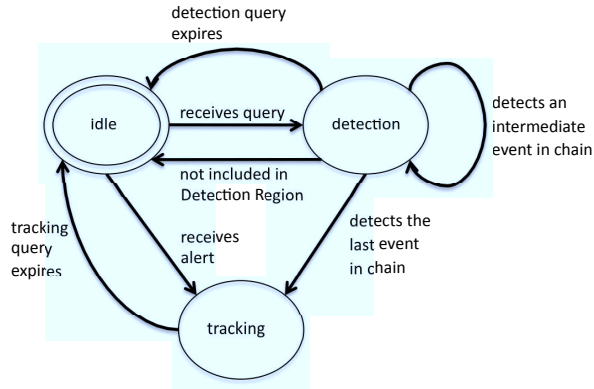 detection query
expires
idle
receives query
detection
detects an
intermediate
event in chain
not included in
Detection Region
tracking
query
expires
receives
alert
detects the
last event
in chain
tracking